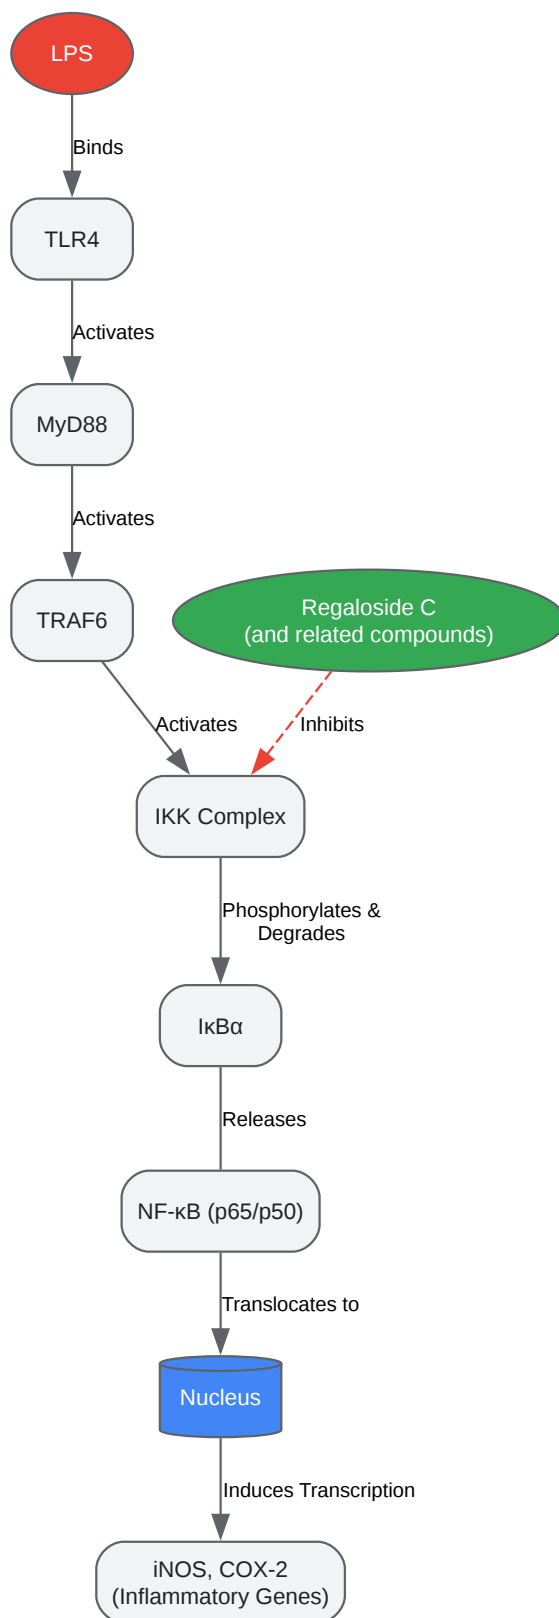 LPS
Binds
TLR4
Activates
MyD88
Activates
TRAF6
Regaloside C
(and related compounds)
Activates
Inhibits
IKK Complex
Phosphorylates &
Degrades
IκBα
Releases
NF-κB (p65/p50)
Translocates to
Nucleus
Induces Transcription
iNOS, COX-2
(Inflammatory Genes)